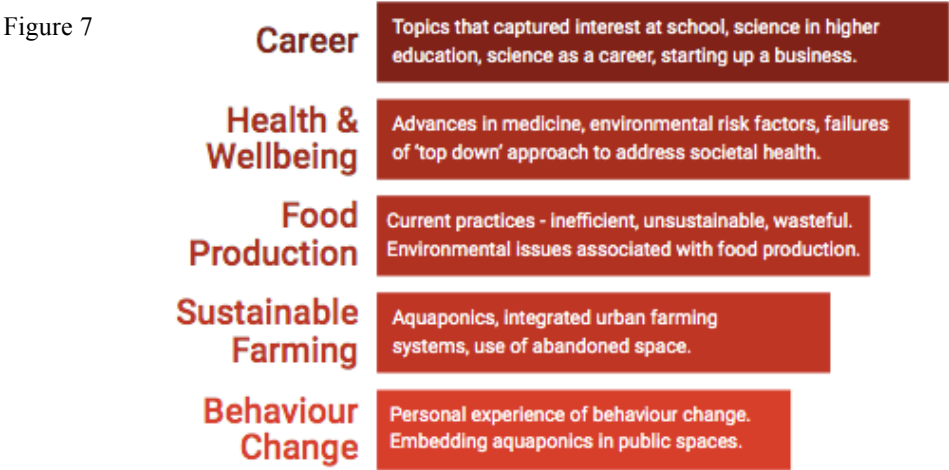 Figure 7
Career
Topics that captured interest at school, science in higher
education, science as a career, starting up a business.
Health &
Wellbeing
Advances in medicine, environmental risk factors, failures
of ‘top down’ approach to address societal health.
Food
Production
Current practices - inefficient, unsustainable, wasteful.
Environmental issues associated with food production.
Sustainable
Farming
Aquaponics, integrated urban farming
systems, use of abandoned space.
Behaviour
Change
Personal experience of behaviour change.
Embedding aquaponics in public spaces.